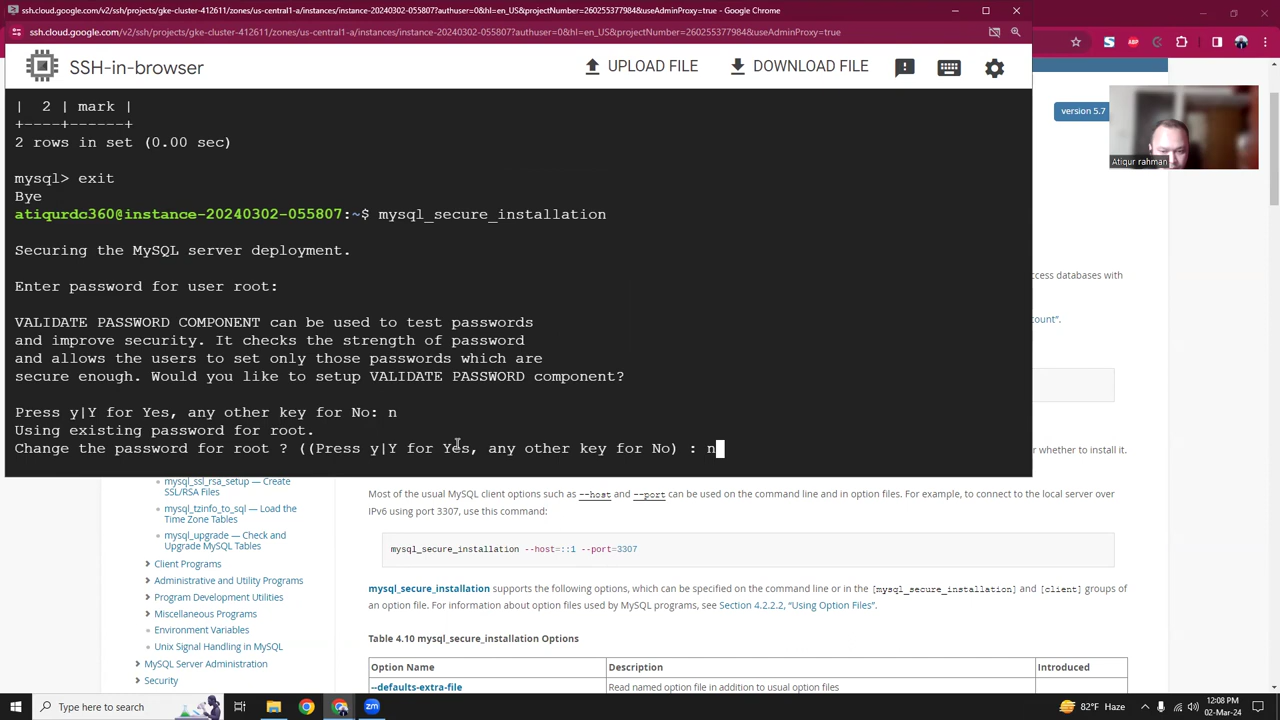 ssh.cloud.google.com/v2/ssh/projects/gke-cluster-412611/zones/us-central1-a/instances/instance-20240302-055807?authuser=0&hl=en_US&projectNumber=260255377984&useAdminProxy=true - Google Chrome
ssh.cloud.google.com/v2/ssh/projects/gke-cluster-412611/zones/us-central1-a/instances/instance-20240302-055807?authuser=0&hl=en_US&projectNumber=260255377984&useAdminProxy=true
SSH-in-browser
UPLOAD FILE
DOWNLOAD FILE
| 2 | mark |
+----+------+
2 rows in set (0.00 sec)
mysql> exit
Bye
atiqurdc360@instance-20240302-055807:~$ mysql_secure_installation
Securing the MySQL server deployment.
Enter password for user root:
VALIDATE PASSWORD COMPONENT can be used to test passwords
and improve security. It checks the strength of password
and allows the users to set only those passwords which are
secure enough. Would you like to setup VALIDATE PASSWORD component?
Press y|Y for Yes, any other key for No: n
Using existing password for root.
Change the password for root ? ((Press y|Y for Yes, any other key for No) : n
version 5.7
Atiqur rahman
ccess databases with
count".
r whether to install it.
mysql_ssl_rsa_setup — Create
SSL/RSA Files
mysql_tzinfo_to_sql — Load the
Time Zone Tables
mysql_upgrade — Check and
Upgrade MySQL Tables
Client Programs
Administrative and Utility Programs
Program Development Utilities
Miscellaneous Programs
Environment Variables
Unix Signal Handling in MySQL
MySQL Server Administration
Security
Most of the usual MySQL client options such as --host and --port can be used on the command line and in option files. For example, to connect to the local server over
IPv6 using port 3307, use this command:
mysql_secure_installation --host=::1 --port=3307
mysql_secure_installation supports the following options, which can be specified on the command line or in the [mysql_secure_installation] and [client] groups of
an option file. For information about option files used by MySQL programs, see Section 4.2.2.2, “Using Option Files”.
Table 4.10 mysql_secure_installation Options
Option Name
Description
Introduced
--defaults-extra-file
Read named option file in addition to usual option files
Type here to search
82°F Haze
12:08 PM
02-Mar-24